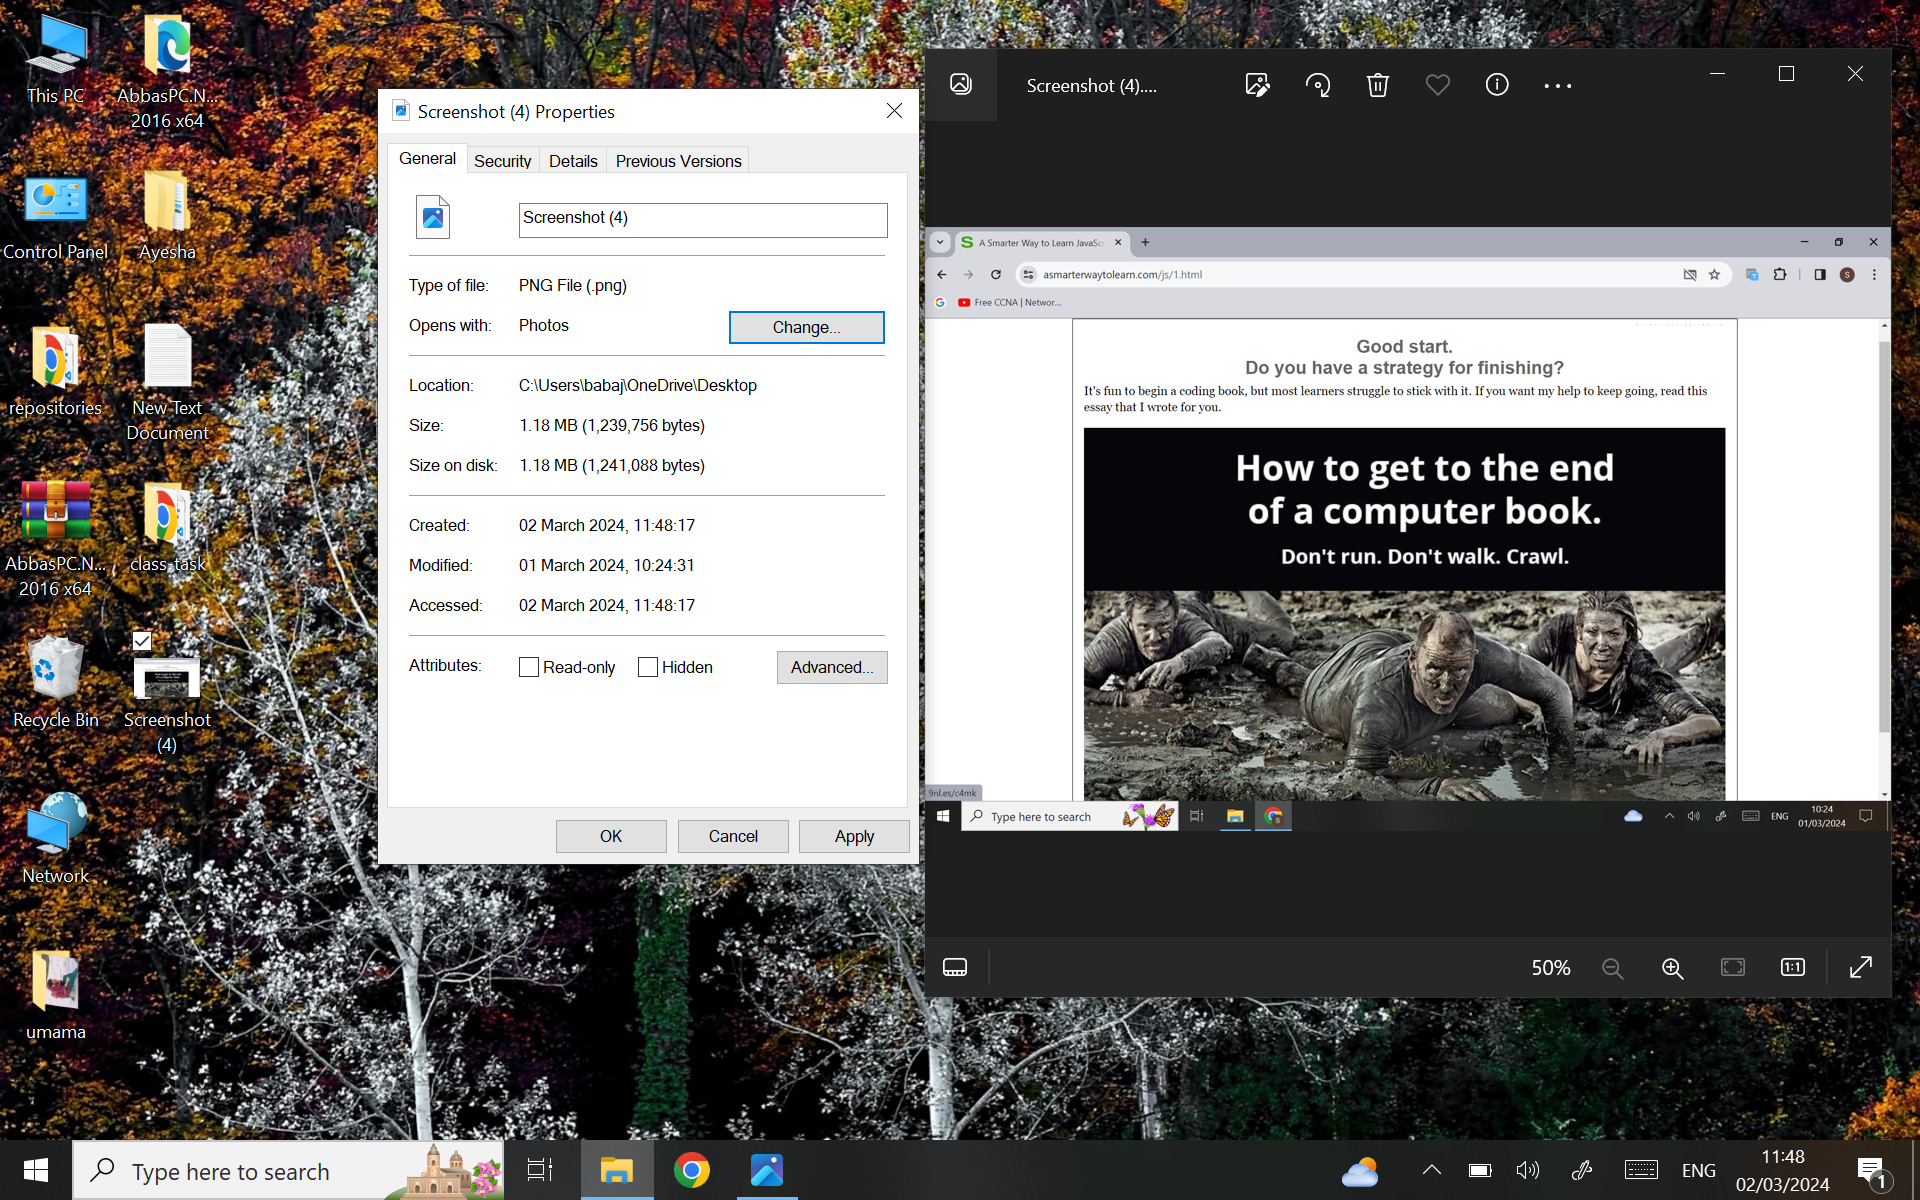 This PC
AbbasPC.N...
2016 x64
Control Panel
Ayesha
repositories
New Text
Document
AbbasPC.N...
2016 x64
class-task
Recycle Bin
Screenshot
(4)
Network
umama
Screenshot (4) Properties
General
Security
Details
Previous Versions
Screenshot (4)
Type of file: PNG File (.png)
Opens with: Photos
Change...
Location: C:\Users\babaj\OneDrive\Desktop
Size: 1.18 MB (1,239,756 bytes)
Size on disk: 1.18 MB (1,241,088 bytes)
Created: 02 March 2024, 11:48:17
Modified: 01 March 2024, 10:24:31
Accessed: 02 March 2024, 11:48:17
Attributes: Read-only Hidden
Advanced...
OK
Cancel
Apply
Screenshot (4)....
A Smarter Way to Learn JavaSc
asmarterwaytolearn.com/js/1.html
S
Free CCNA | Networ...
Good start.
Do you have a strategy for finishing?
It's fun to begin a coding book, but most learners struggle to stick with it. If you want my help to keep going, read this
essay that I wrote for you.
How to get to the end
of a computer book.
Don't run. Don't walk. Crawl.
9nl.es/c4mk
Type here to search
ENG
10:24
01/03/2024
50%
1:1
Type here to search
ENG
11:48
02/03/2024
1